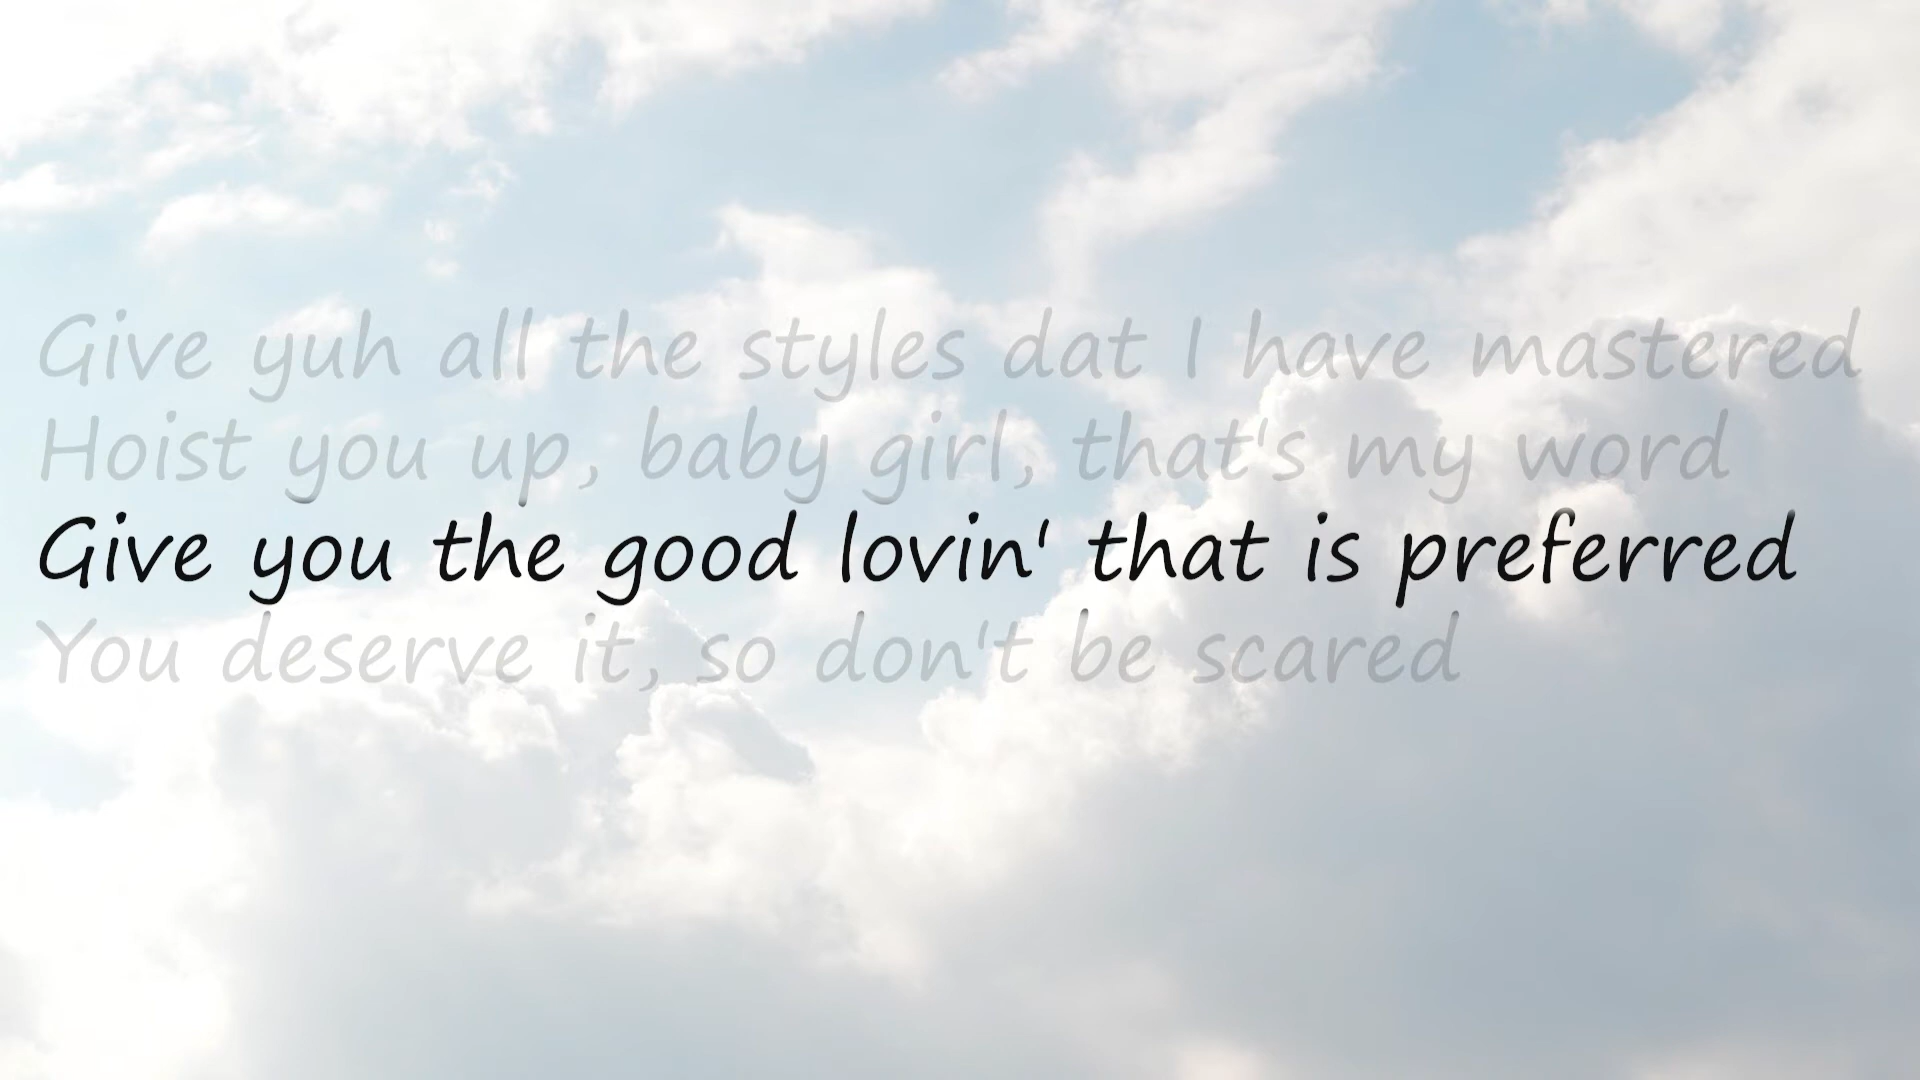 Give yuh all the styles dat I have mastered
Hoist you up, baby girl, that's my word
Give you the good lovin' that is preferred
You deserve it, so don't be scared